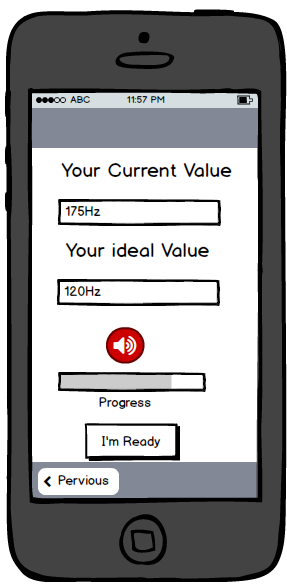 ABC 11:57 PM
Your Current Value
175Hz
Your ideal Value
120Hz
Progress
I'm Ready
Pervious